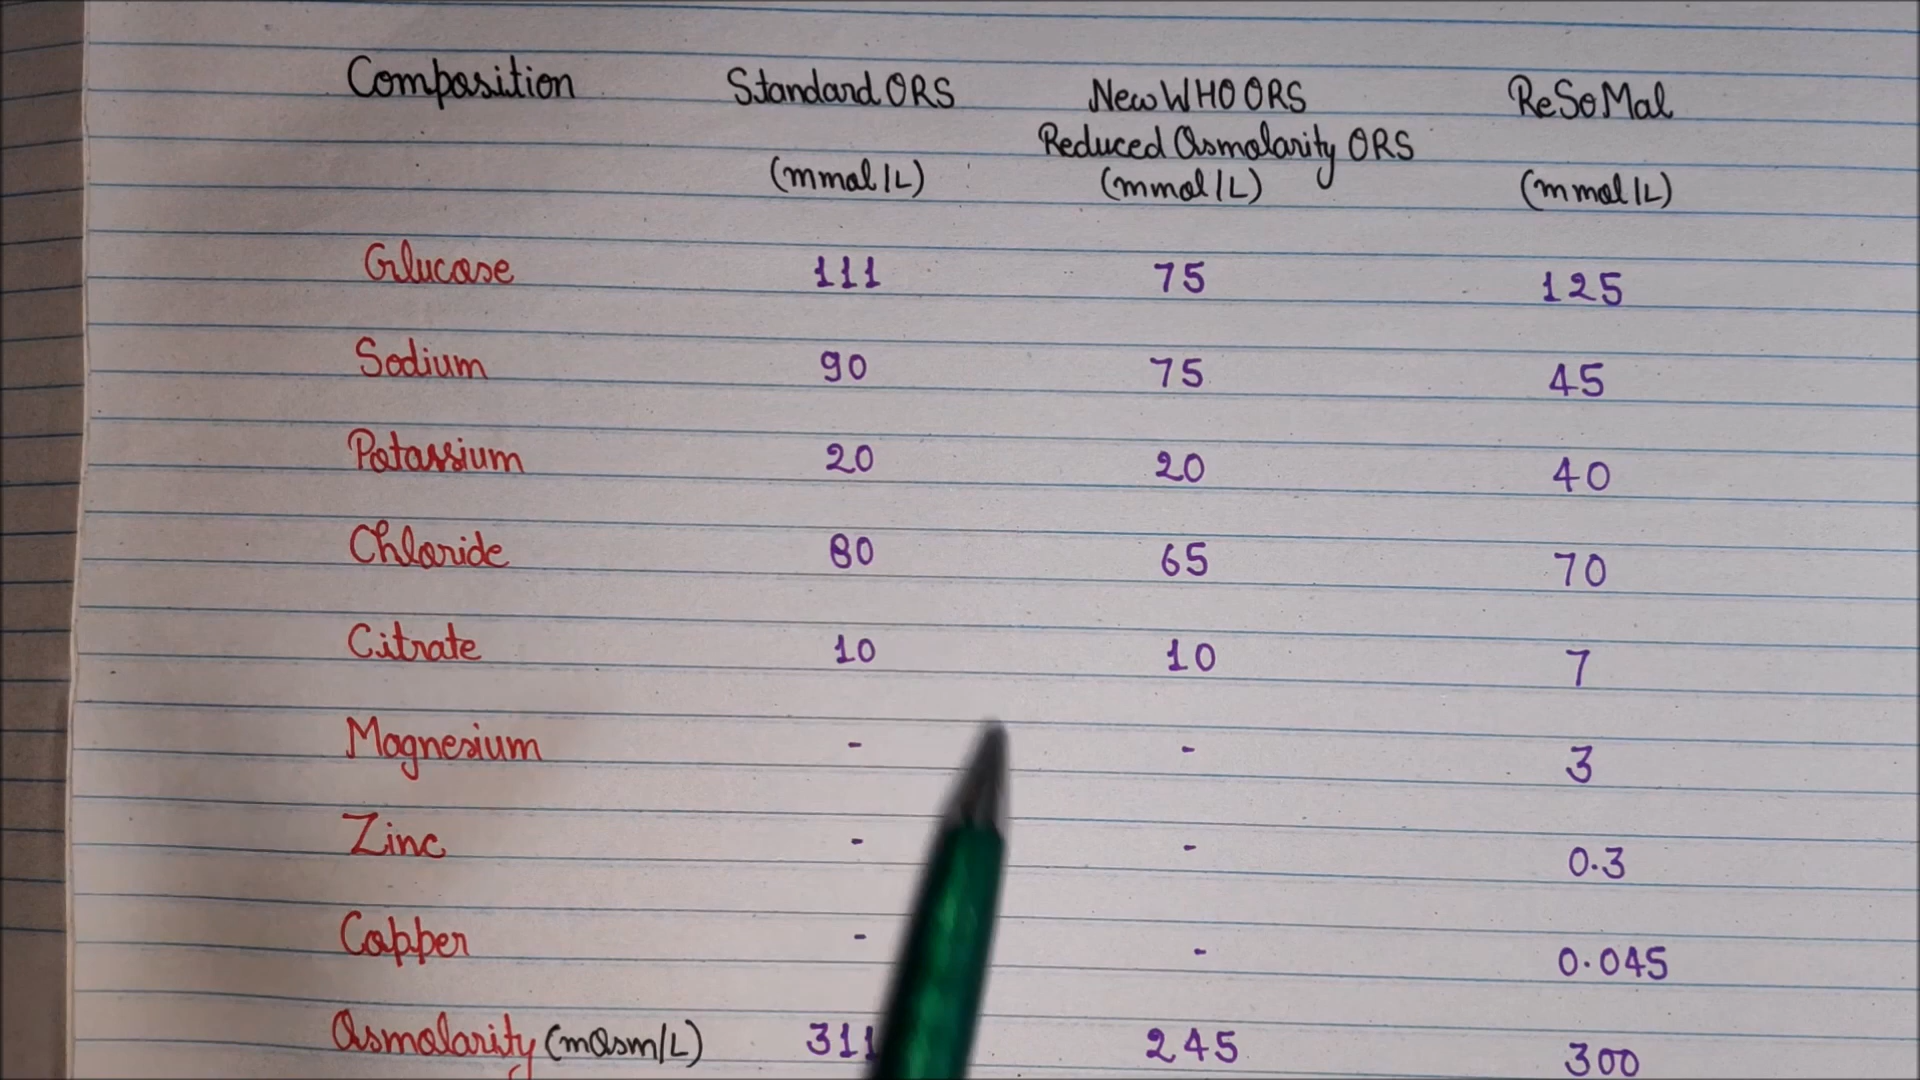 Composition Standard ORS New WHO ORS ReSoMal
Reduced Osmolarity ORS
(mmol/L) (mmol/L) (mmol/L)
Glucose 111 75 125
Sodium 90 75 45
Potassium 20 20 40
Chloride 80 65 70
Citrate 10 10 7
Magnesium - - 3
Zinc - - 0.3
Copper - - 0.045
Osmolarity (mOsm/L) 311 245 300